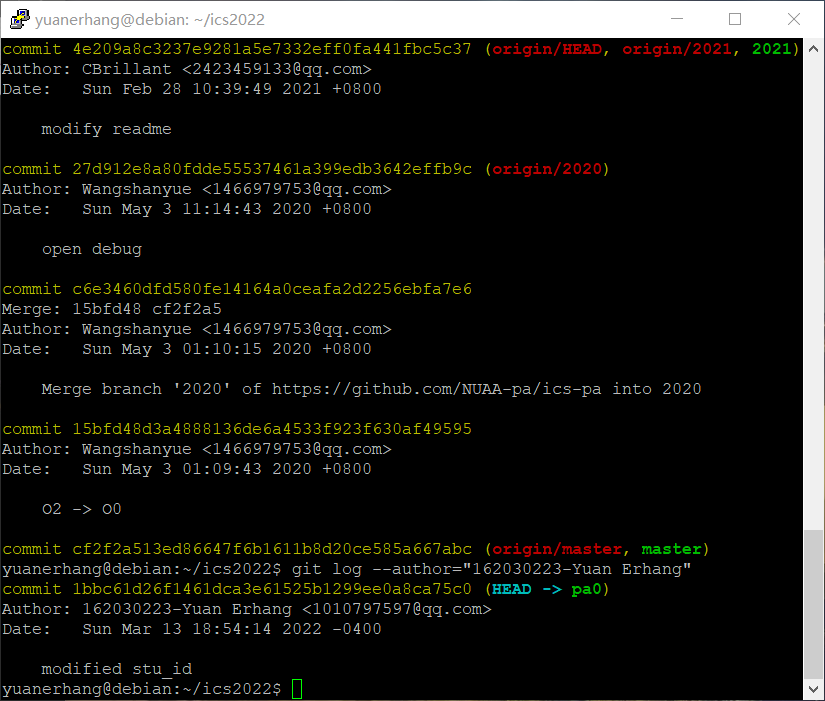 yuanerhang@debian: ~/ics2022
commit 4e209a8c3237e9281a5e7332eff0fa441fbc5c37 (origin/HEAD, origin/2021, 2021)
Author: CBrillant <2423459133@qq.com>
Date:   Sun Feb 28 10:39:49 2021 +0800
modify readme
commit 27d912e8a80fdde55537461a399edb3642effb9c (origin/2020)
Author: Wangshanyue <1466979753@qq.com>
Date:   Sun May 3 11:14:43 2020 +0800
open debug
commit c6e3460dfd580fe14164a0ceafa2d2256ebfa7e6
Merge: 15bfd48 cf2f2a5
Author: Wangshanyue <1466979753@qq.com>
Date:   Sun May 3 01:10:15 2020 +0800
Merge branch '2020' of https://github.com/NUAA-pa/ics-pa into 2020
commit 15bfd48d3a4888136de6a4533f923f630af49595
Author: Wangshanyue <1466979753@qq.com>
Date:   Sun May 3 01:09:43 2020 +0800
O2 -> O0
commit cf2f2a513ed86647f6b1611b8d20ce585a667abc (origin/master, master)
yuanerhang@debian:~/ics2022$ git log --author="162030223-Yuan Erhang"
commit 1bbc61d26f1461dca3e61525b1299ee0a8ca75c0 (HEAD -> pa0)
Author: 162030223-Yuan Erhang <1010797597@qq.com>
Date:   Sun Mar 13 18:54:14 2022 -0400
modified stu_id
yuanerhang@debian:~/ics2022$